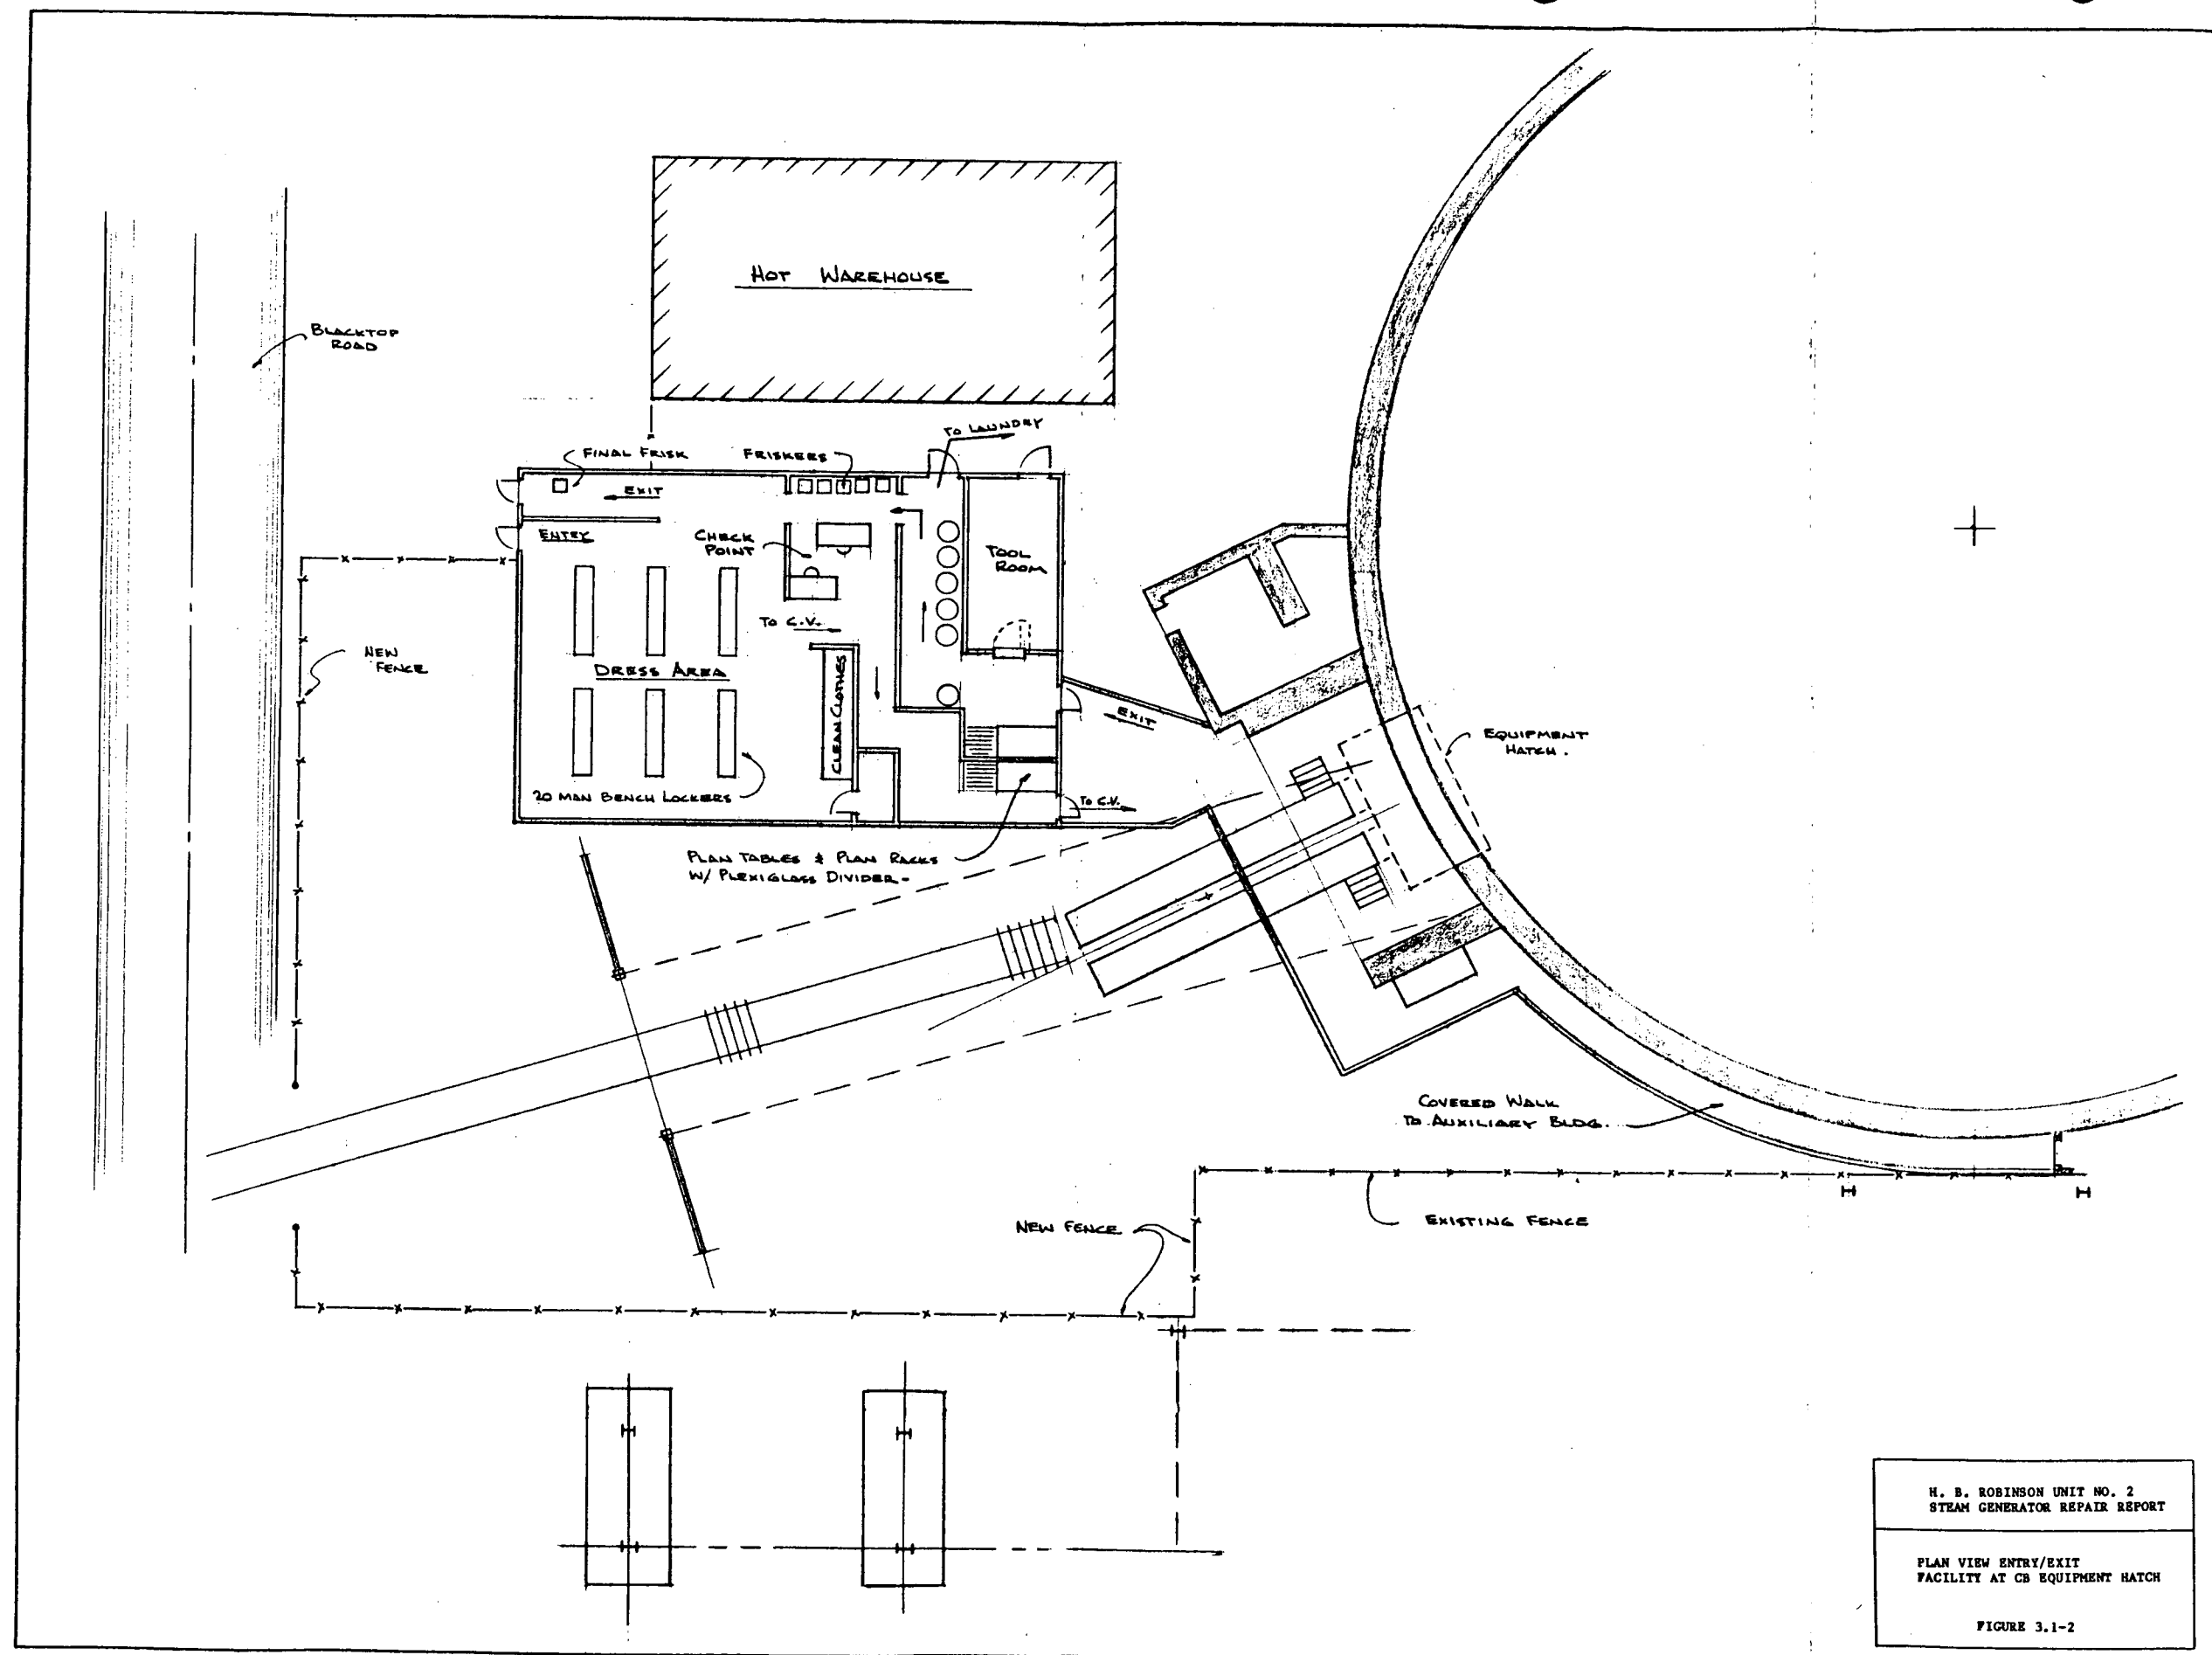 HOT WAREHOUSE
BLACKTOP
ROAD
TO LAUNDRY
FINAL FRISK
FRISKERS
EXIT
ENTRY
CHECK
POINT
TOOL
ROOM
TO C.V.
NEW
FENCE
DRESS AREA
CLEAN CLOTHES
EXIT
EQUIPMENT
HATCH.
20 MAN BENCH LOCKERS
TO C.V.
PLAN TABLES & PLAN RACKS
W/ PLEXIGLASS DIVIDER-
COVERED WALK
TO AUXILIARY BLDG.
NEW FENCE
EXISTING FENCE
H. B. ROBINSON UNIT NO. 2
STEAM GENERATOR REPAIR REPORT
PLAN VIEW ENTRY/EXIT
FACILITY AT CB EQUIPMENT HATCH
FIGURE 3.1-2